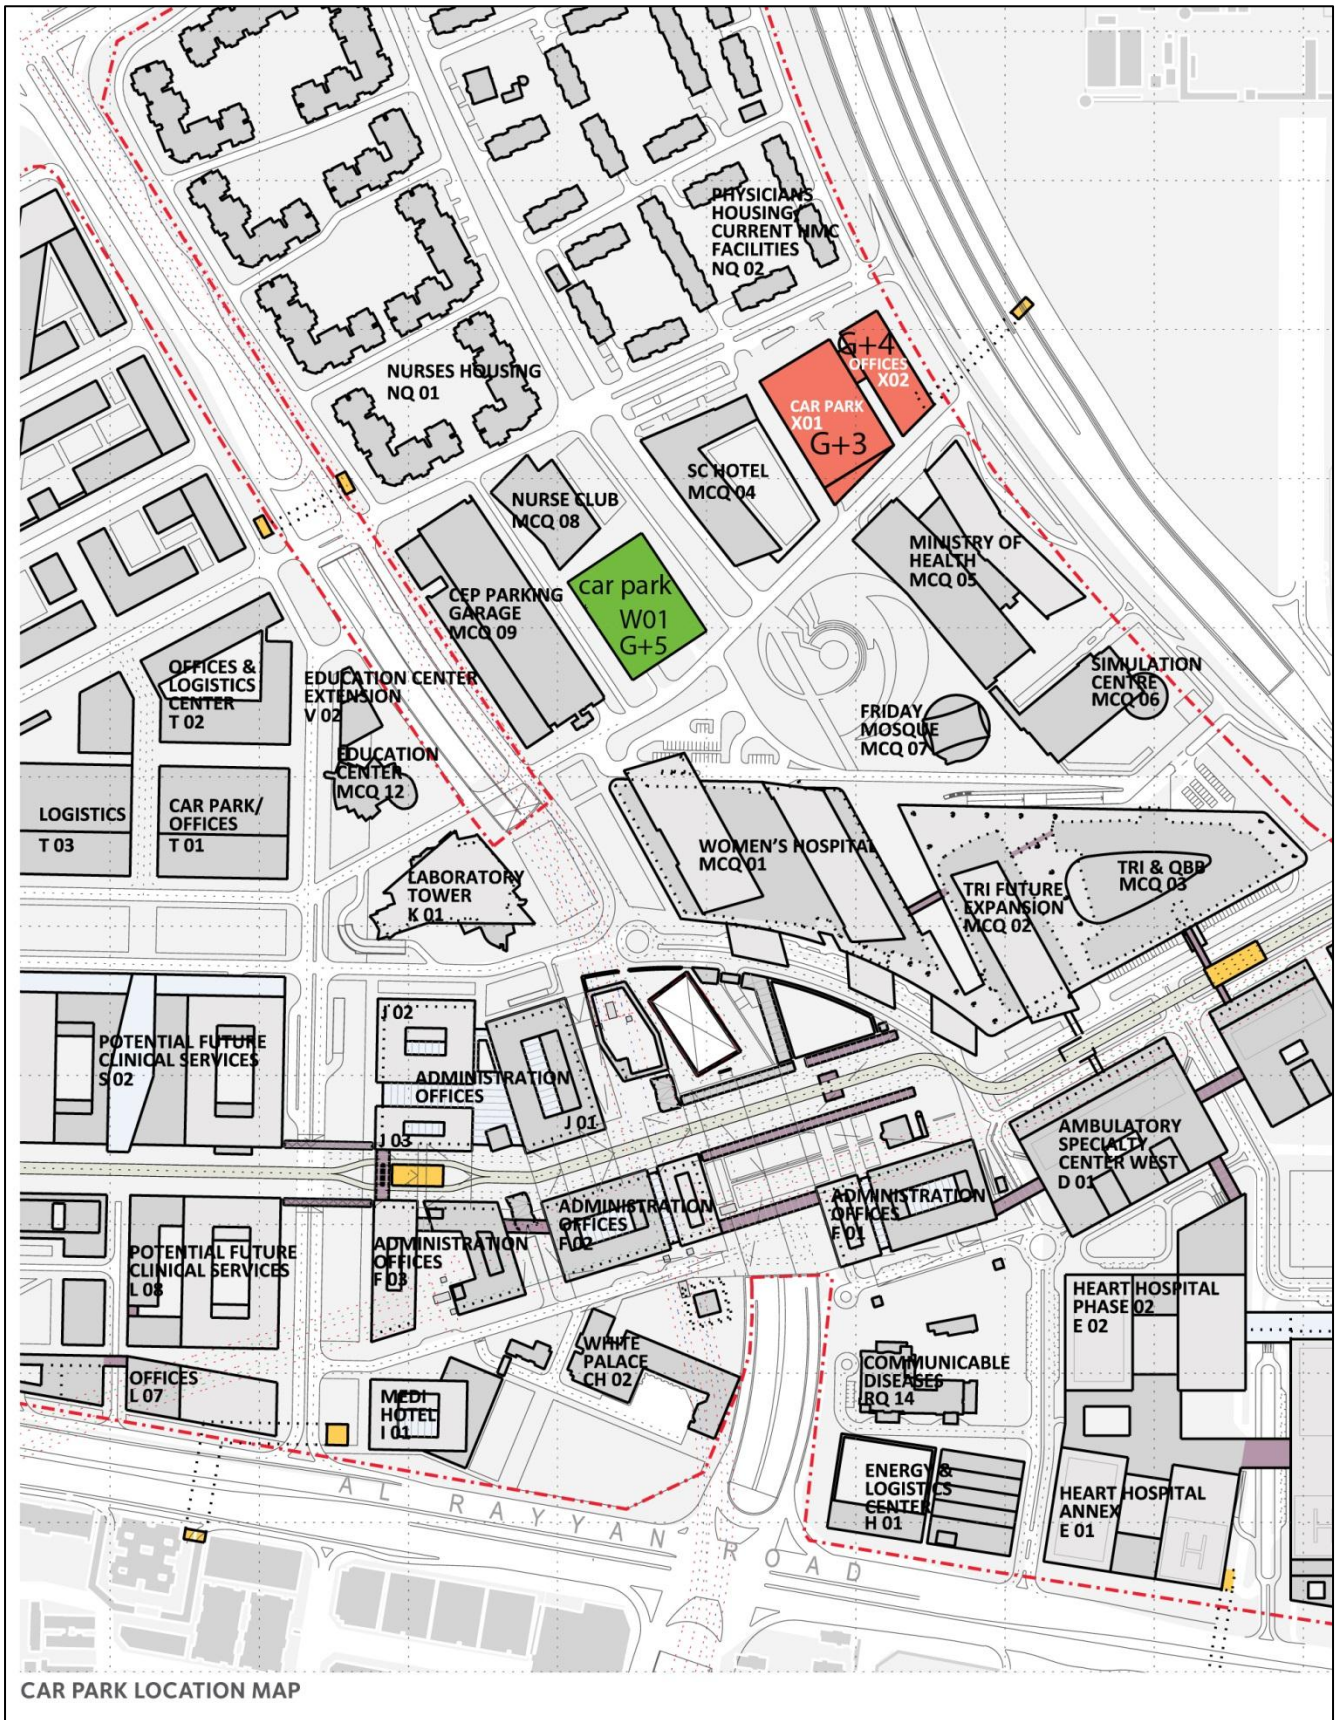 PHYSICIANS
HOUSING/
CURRENT HMC
FACILITIES
NQ 02
G+4
OFFICES
X02
NURSES HOUSING
NQ 01
CAR PARK
X01
G+3
SC HOTEL
MCQ 04
NURSE CLUB
MCQ 08
MINISTRY OF
HEALTH
MCQ 05
car park
W01
G+5
CEP PARKING
GARAGE
MCQ 09
OFFICES &
LOGISTICS
CENTER
T 02
EDUCATION CENTER
EXTENSION
V 02
SIMULATION
CENTRE
MCQ 06
FRIDAY
MOSQUE
MCQ 07
EDUCATION
CENTER
MCQ 12
LOGISTICS
T 03
CAR PARK/
OFFICES
T 01
WOMEN'S HOSPITAL
MCQ 01
TRI & QBB
MCQ 03
LABORATORY
TOWER
K 01
TRI FUTURE
EXPANSION
MCQ 02
J 02
POTENTIAL FUTURE
CLINICAL SERVICES
S 02
ADMINISTRATION
OFFICES
J 01
J 03
AMBULATORY
SPECIALTY
CENTER WEST
D 01
ADMINISTRATION
OFFICES
F 02
ADMINISTRATION
OFFICES
F 01
POTENTIAL FUTURE
CLINICAL SERVICES
L 08
ADMINISTRATION
OFFICES
F 03
HEART HOSPITAL
PHASE 02
E 02
WHITE
PALACE
CH 02
COMMUNICABLE
DISEASES
RQ 14
OFFICES
L 07
MEDI
HOTEL
I 01
ENERGY &
LOGISTICS
CENTER
H 01
HEART HOSPITAL
ANNEX
E 01
H
H
AL RAYYAN ROAD
CAR PARK LOCATION MAP